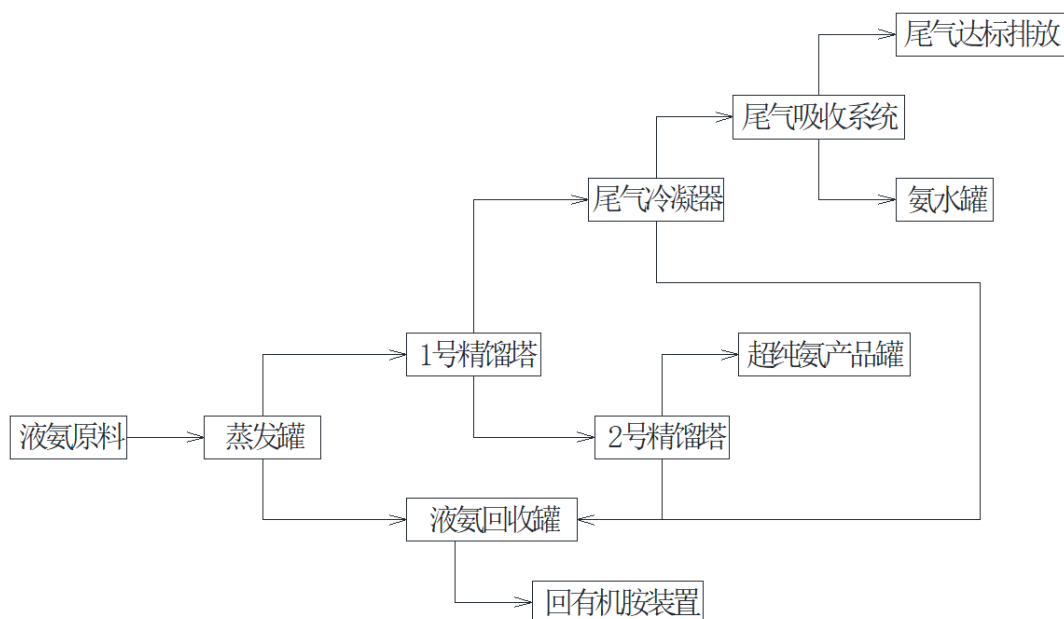 尾气达标排放
尾气吸收系统
尾气冷凝器
氨水罐
1号精馏塔
超纯氨产品罐
液氨原料
蒸发罐
2号精馏塔
液氨回收罐
回有机胺装置